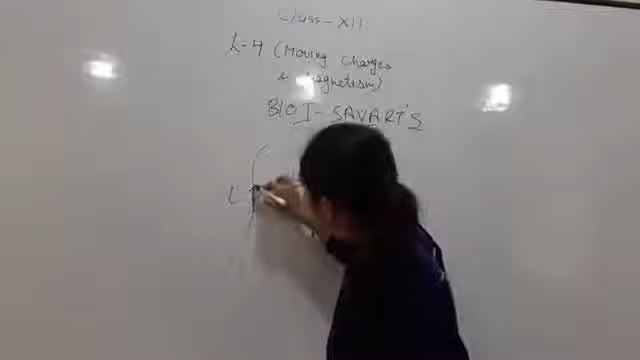 Class - XII
L-4 (Moving Charges
& Magnetism)
BIOT-SAVART'S